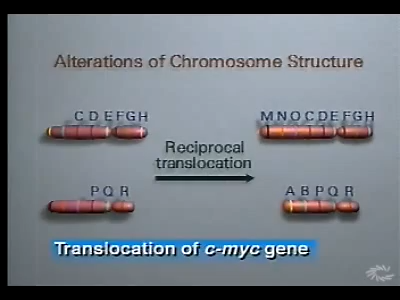 Alterations of Chromosome Structure
C D E F G H
M N O C D E F G H
Reciprocal
translocation
P Q R
A B P Q R
Translocation of c-myc gene